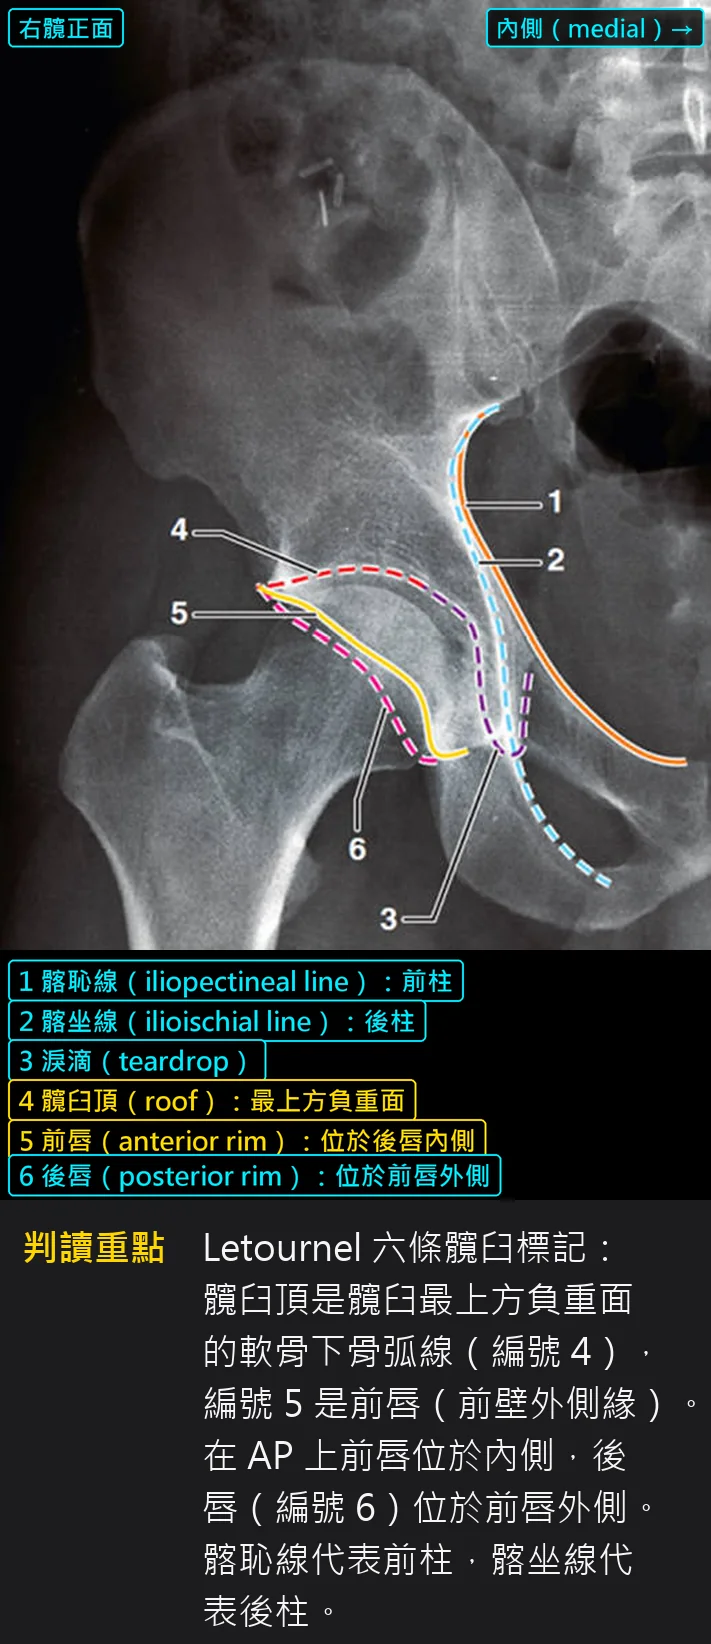 右髖正面
內側（medial）→
1
2
4
5
6
3
1 髂恥線（iliopectineal line）：前柱
2 髂坐線（ilioischial line）：後柱
3 淚滴（teardrop）
4 髖臼頂（roof）：最上方負重面
5 前唇（anterior rim）：位於後唇內側
6 後唇（posterior rim）：位於前唇外側
判讀重點
Letournel 六條髖臼標記：
髖臼頂是髖臼最上方負重面
的軟骨下骨弧線（編號 4），
編號 5 是前唇（前壁外側緣）。
在 AP 上前唇位於內側，後
唇（編號 6）位於前唇外側。
髂恥線代表前柱，髂坐線代
表後柱。